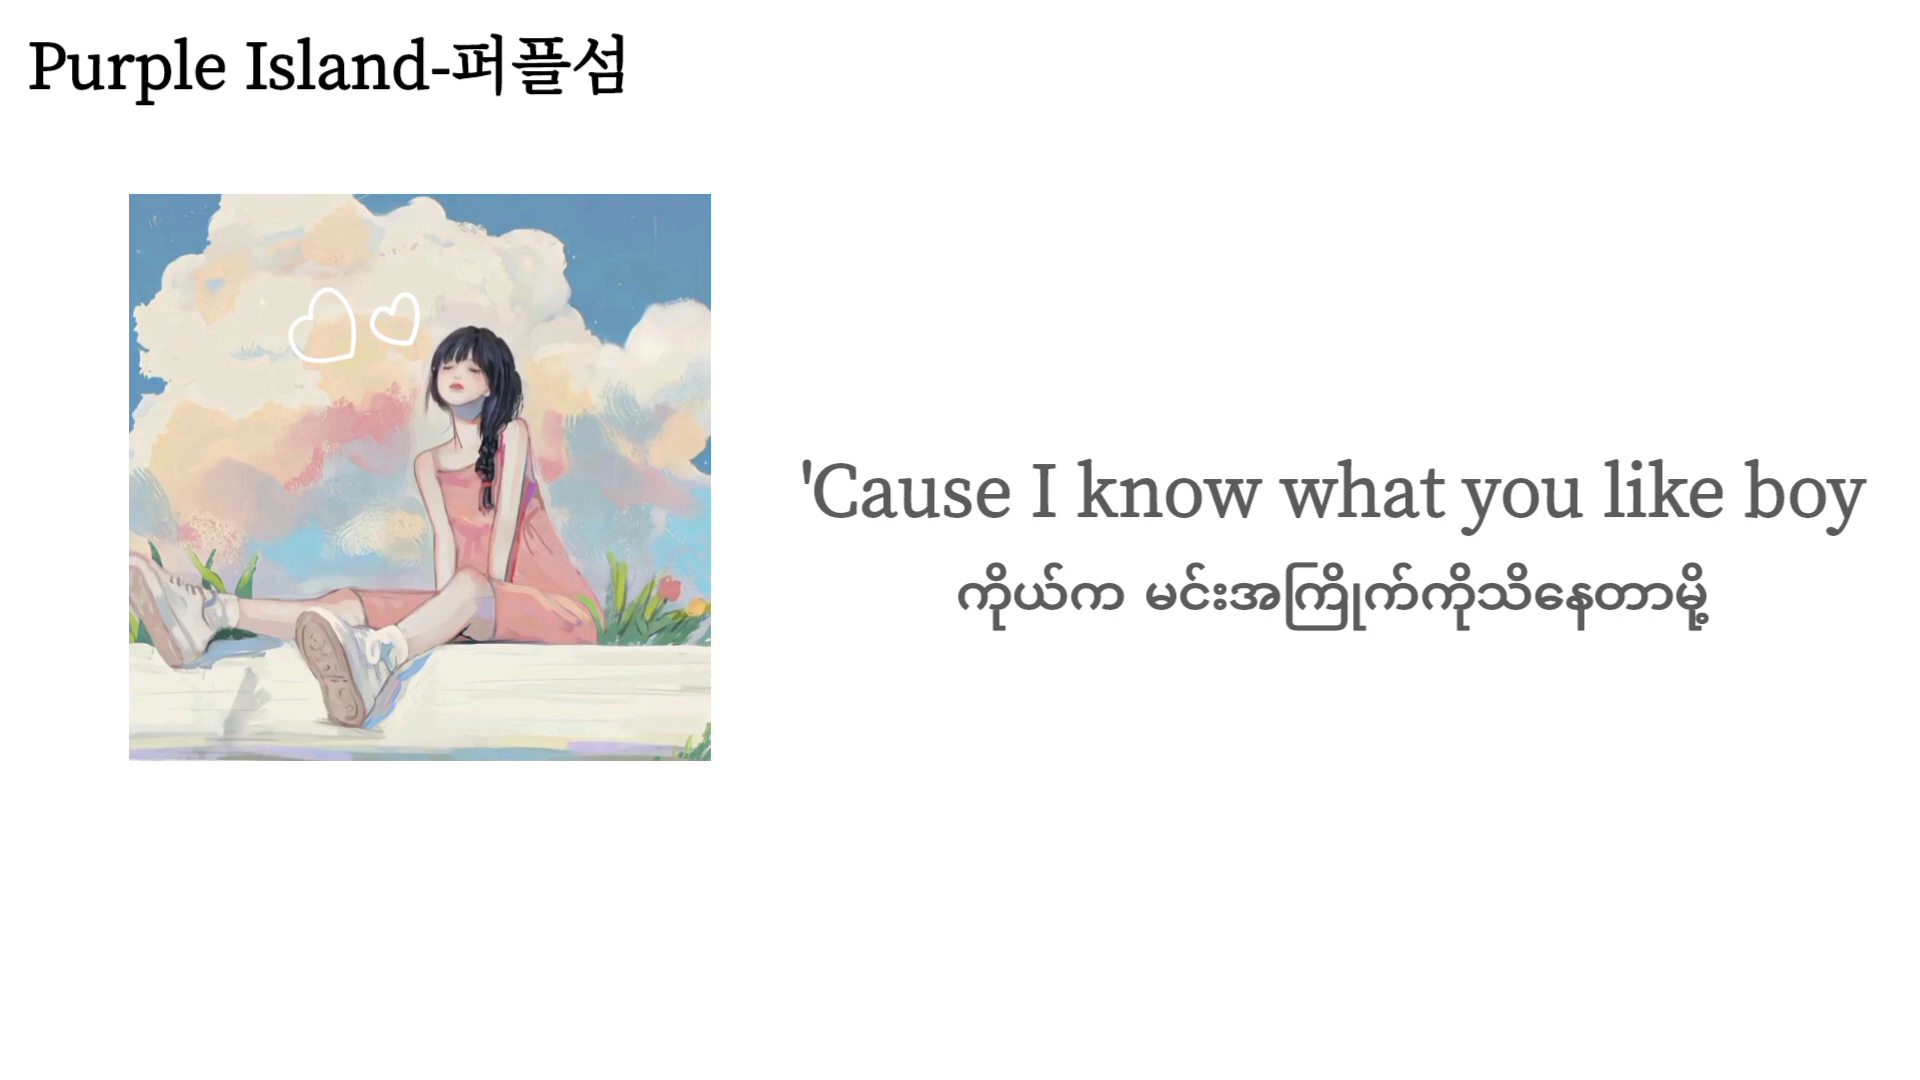 Purple Island-퍼플섬
'Cause I know what you like boy
ကိုယ်က မင်းအကြိုက်ကိုသိနေတာမို့